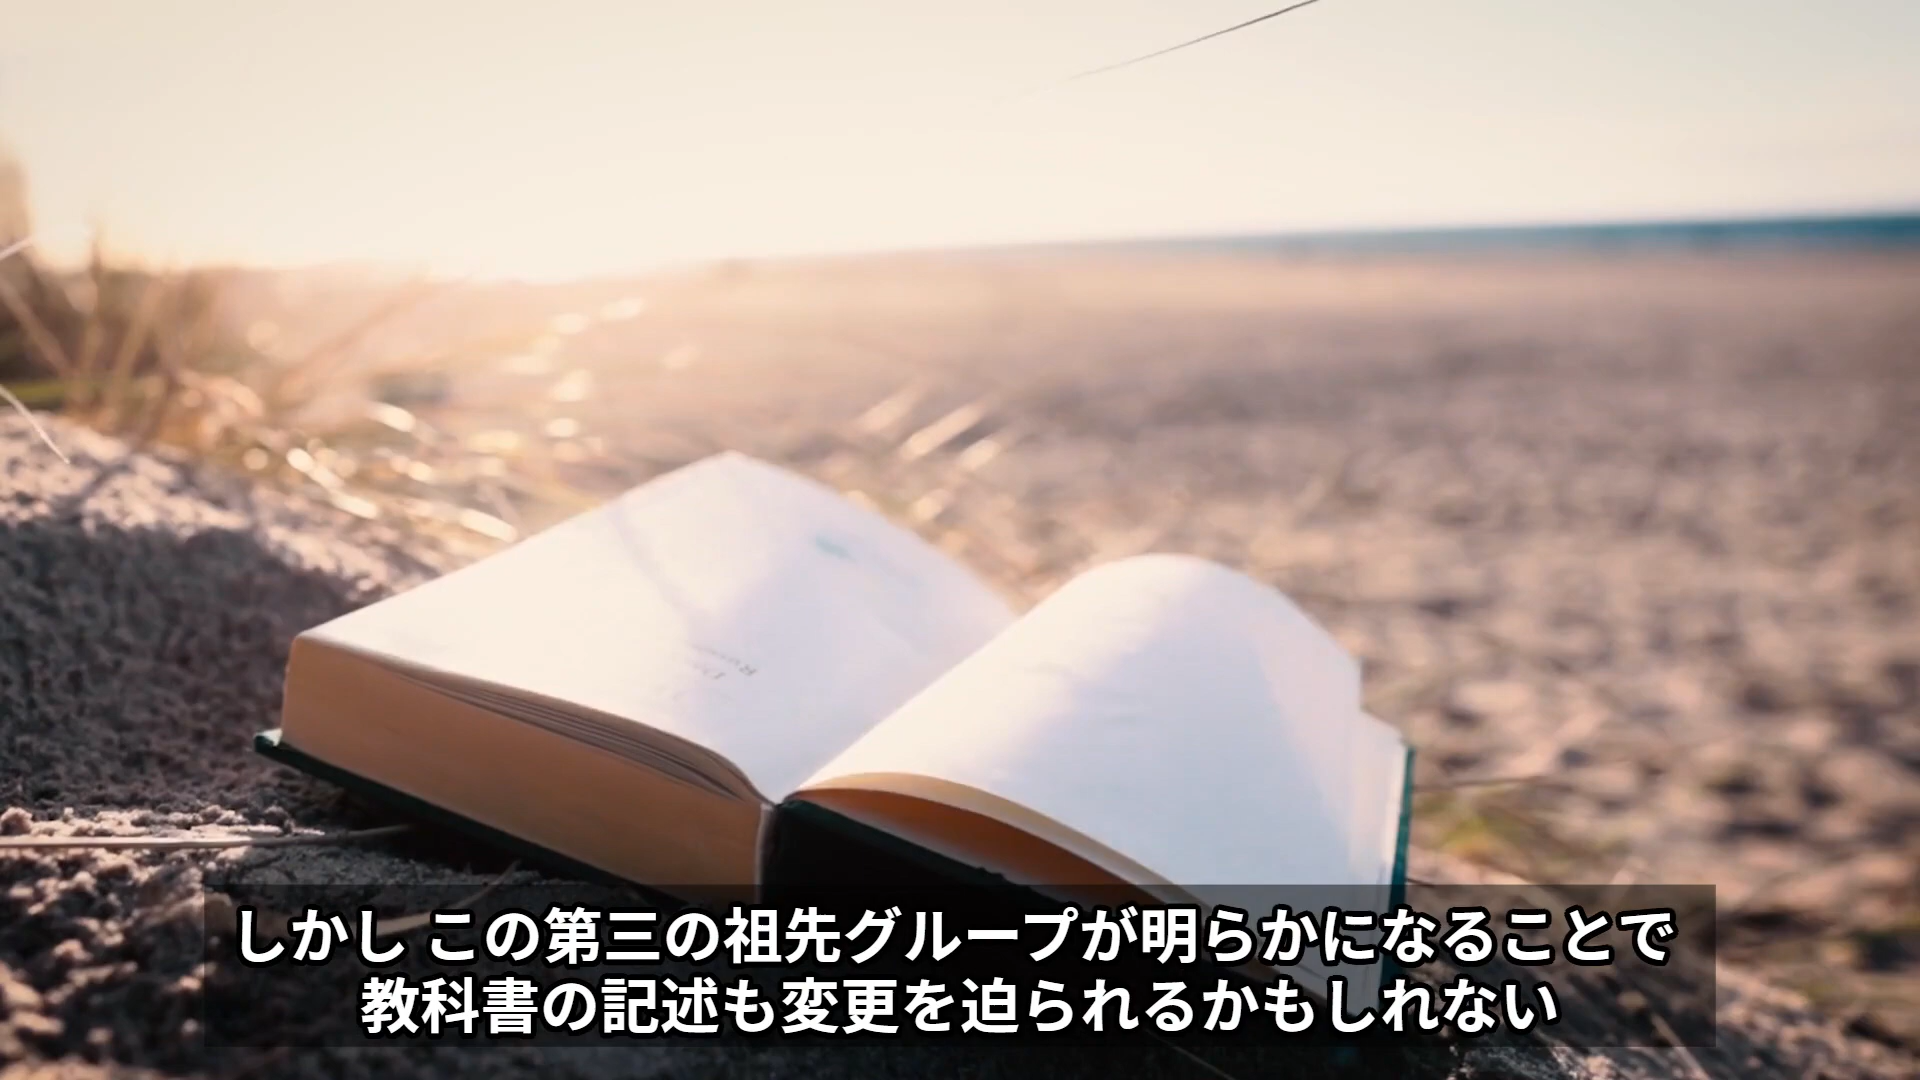 しかし この第三の祖先グループが明らかになることで
教科書の記述も変更を迫られるかもしれない